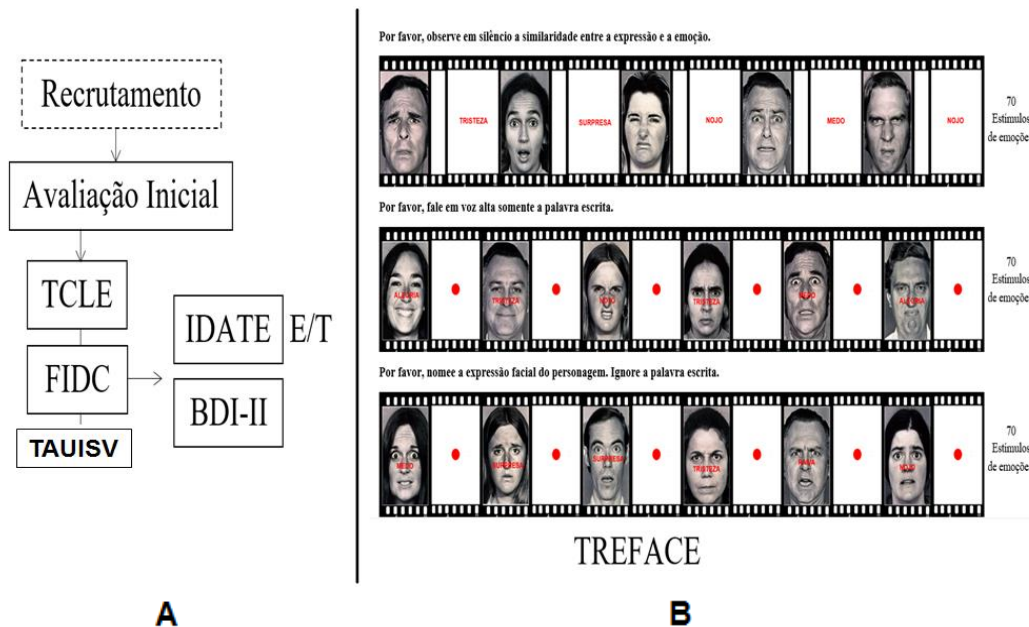 Recrutamento
Avaliação Inicial
TCLE
FIDC
IDATE E/T
BDI-II
TAUISV
A
Por favor, observe em silêncio a similaridade entre a expressão e a emoção.
TRISTEZA
SURPRESA
NOJO
MEDO
NOJO
70
Estímulos
de emoções
Por favor, fale em voz alta somente a palavra escrita.
ALEGRIA
TRISTEZA
NOJO
TRISTEZA
ALEGRIA
70
Estímulos
de emoções
Por favor, nomee a expressão facial do personagem. Ignore a palavra escrita.
MEDO
SURPRESA
SURPRESA
TRISTEZA
RAIVA
NOJO
70
Estímulos
de emoções
TREFACE
B